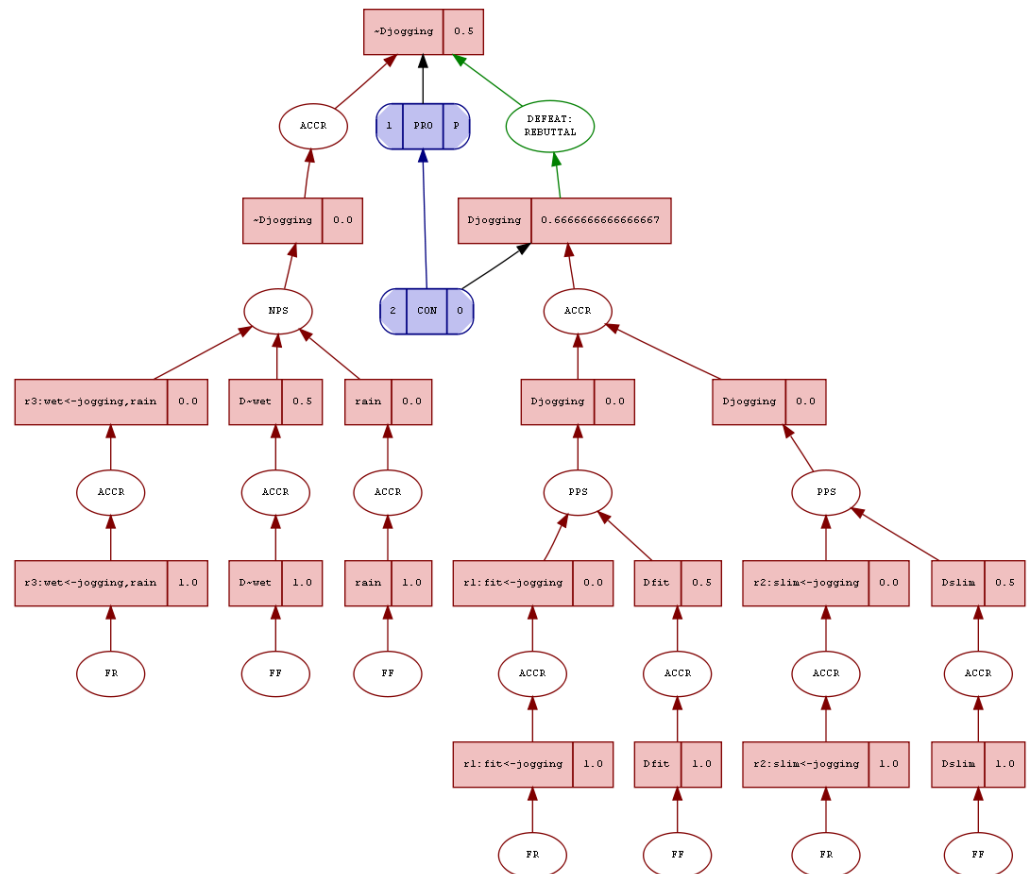 ~Djogging 0.5
ACCR
1 PRO P
DEFEAT:
REBUTTAL
~Djogging 0.0
Djogging 0.6666666666666667
NPS
2 CON 0
ACCR
r3:wet<-jogging,rain 0.0
D~wet 0.5
rain 0.0
Djogging 0.0
Djogging 0.0
ACCR
ACCR
ACCR
PPS
PPS
r3:wet<-jogging,rain 1.0
D~wet 1.0
rain 1.0
r1:fit<-jogging 0.0
Dfit 0.5
r2:slim<-jogging 0.0
Dslim 0.5
FR
FF
FF
ACCR
ACCR
ACCR
ACCR
r1:fit<-jogging 1.0
Dfit 1.0
r2:slim<-jogging 1.0
Dslim 1.0
FR
FF
FR
FF